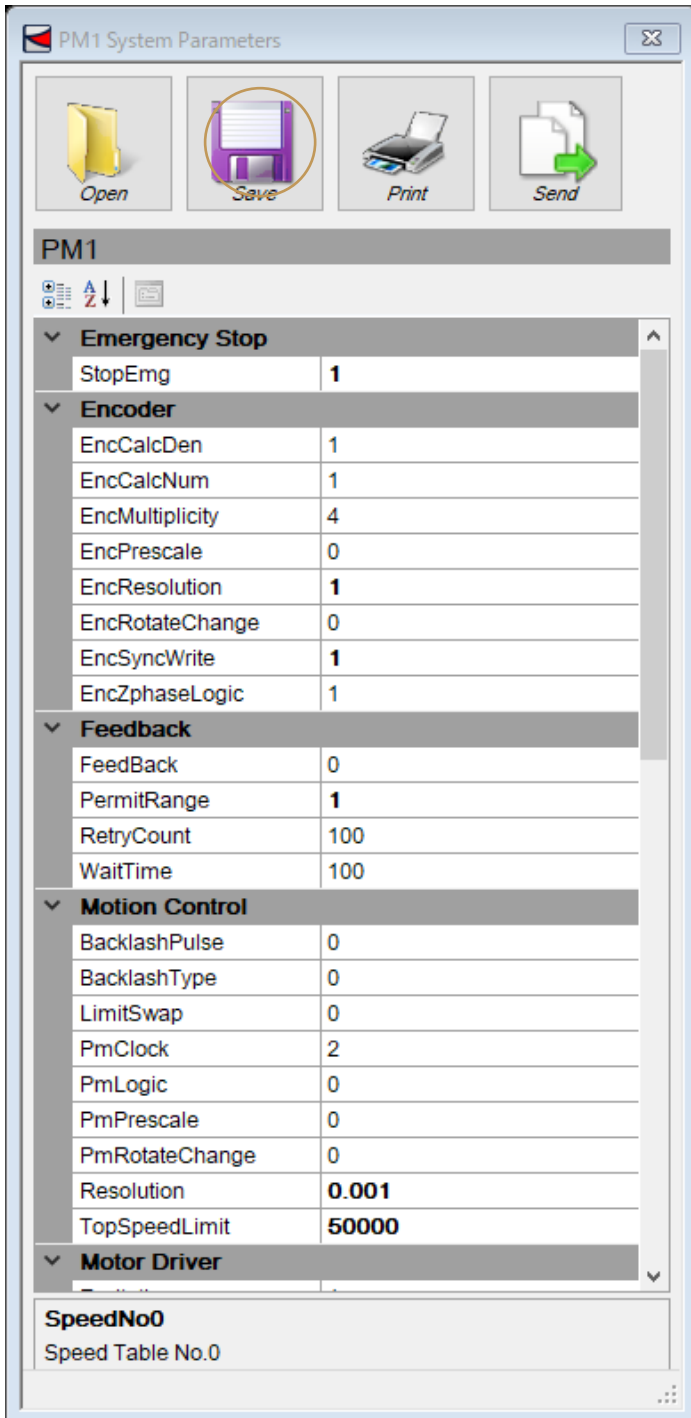 PM1 System Parameters
Open Save Print Send
PM1
Emergency Stop
StopEmg 1
Encoder
EncCalcDen 1
EncCalcNum 1
EncMultiplicity 4
EncPrescale 0
EncResolution 1
EncRotateChange 0
EncSyncWrite 1
EncZphaseLogic 1
Feedback
FeedBack 0
PermitRange 1
RetryCount 100
WaitTime 100
Motion Control
BacklashPulse 0
BacklashType 0
LimitSwap 0
PmClock 2
PmLogic 0
PmPrescale 0
PmRotateChange 0
Resolution 0.001
TopSpeedLimit 50000
Motor Driver
SpeedNo0
Speed Table No.0